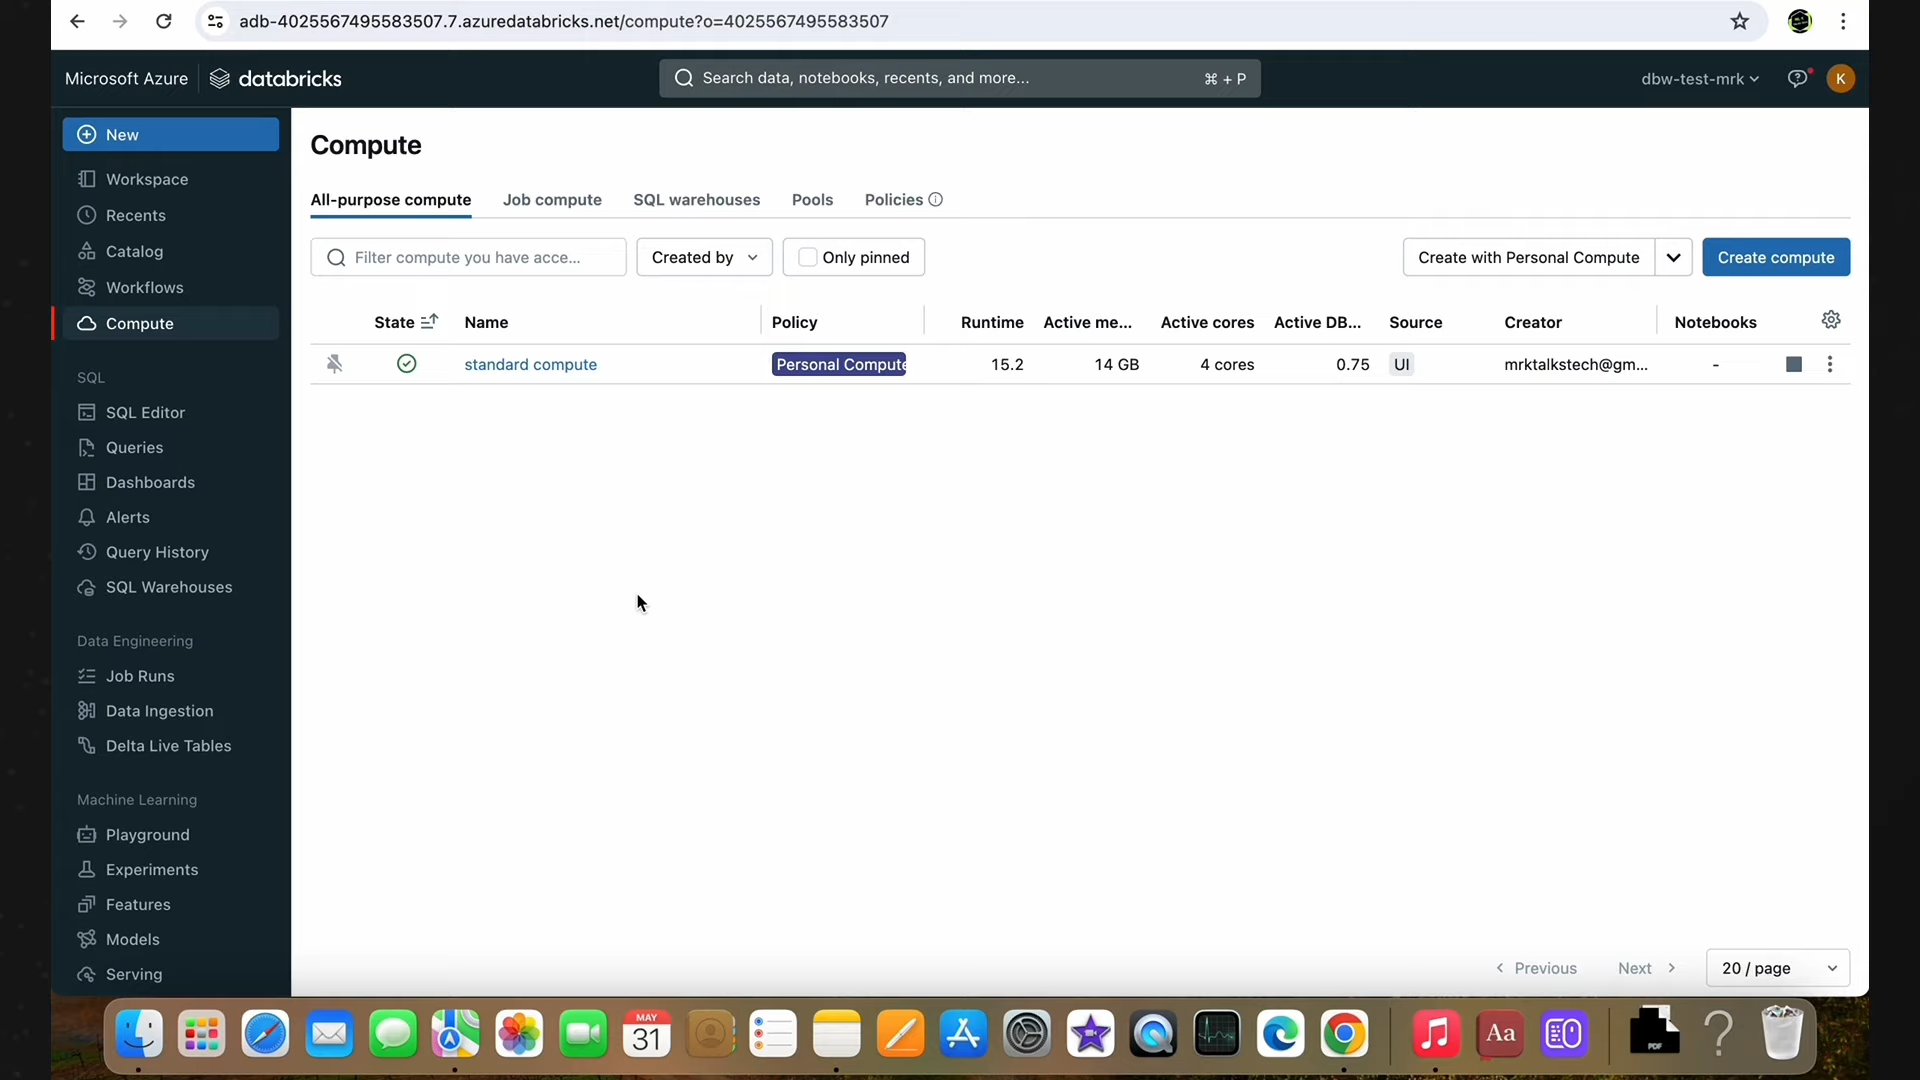 adb-4025567495583507.7.azuredatabricks.net/compute?o=4025567495583507
Microsoft Azure databricks Search data, notebooks, recents, and more... ⌘ + P dbw-test-mrk K
New
Workspace
Recents
Catalog
Workflows
Compute
SQL
SQL Editor
Queries
Dashboards
Alerts
Query History
SQL Warehouses
Data Engineering
Job Runs
Data Ingestion
Delta Live Tables
Machine Learning
Playground
Experiments
Features
Models
Serving
Compute
All-purpose compute Job compute SQL warehouses Pools Policies
Filter compute you have acce... Created by Only pinned Create with Personal Compute Create compute
State Name Policy Runtime Active me... Active cores Active DB... Source Creator Notebooks
standard compute Personal Compute 15.2 14 GB 4 cores 0.75 UI mrktalkstech@gm... -
Previous Next 20 / page
MAY
31
Aa
PDF